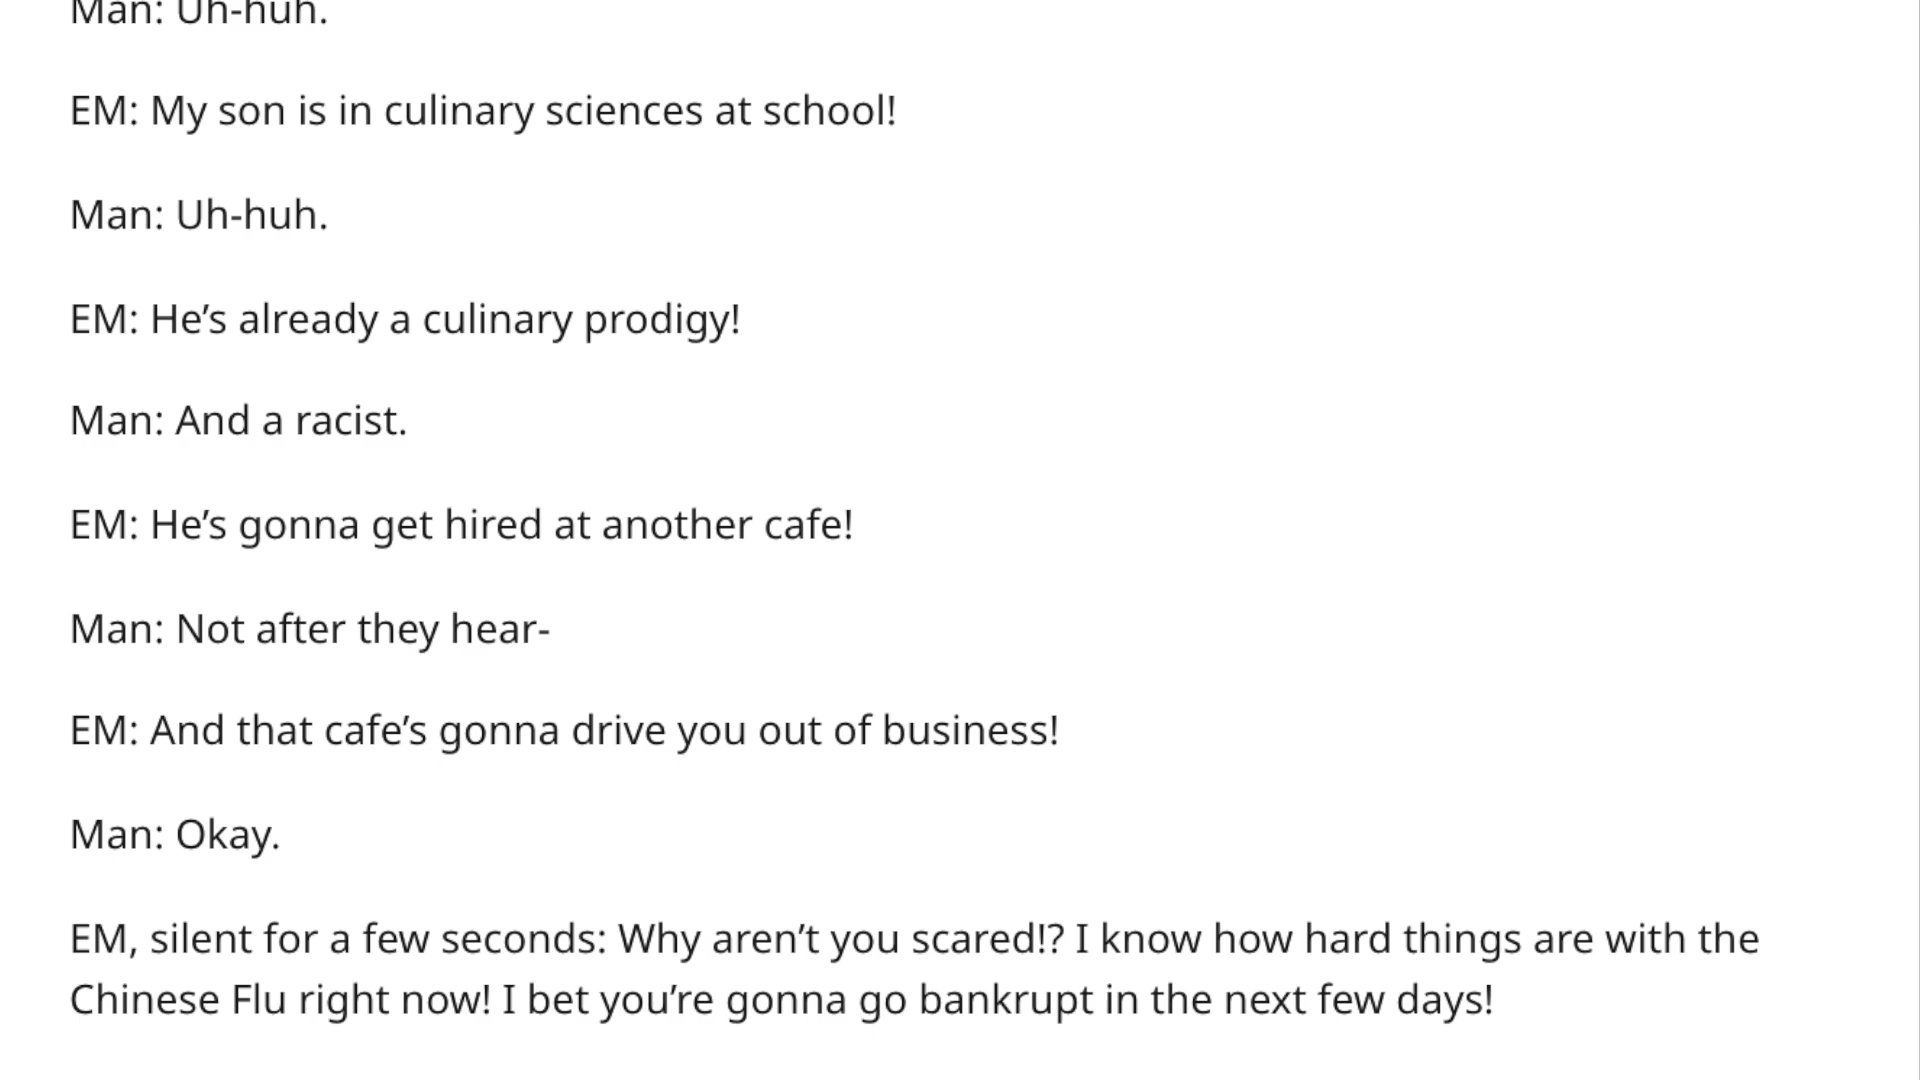 Man: Uh-huh.
EM: My son is in culinary sciences at school!
Man: Uh-huh.
EM: He’s already a culinary prodigy!
Man: And a racist.
EM: He’s gonna get hired at another cafe!
Man: Not after they hear-
EM: And that cafe’s gonna drive you out of business!
Man: Okay.
EM, silent for a few seconds: Why aren’t you scared!? I know how hard things are with the
Chinese Flu right now! I bet you’re gonna go bankrupt in the next few days!